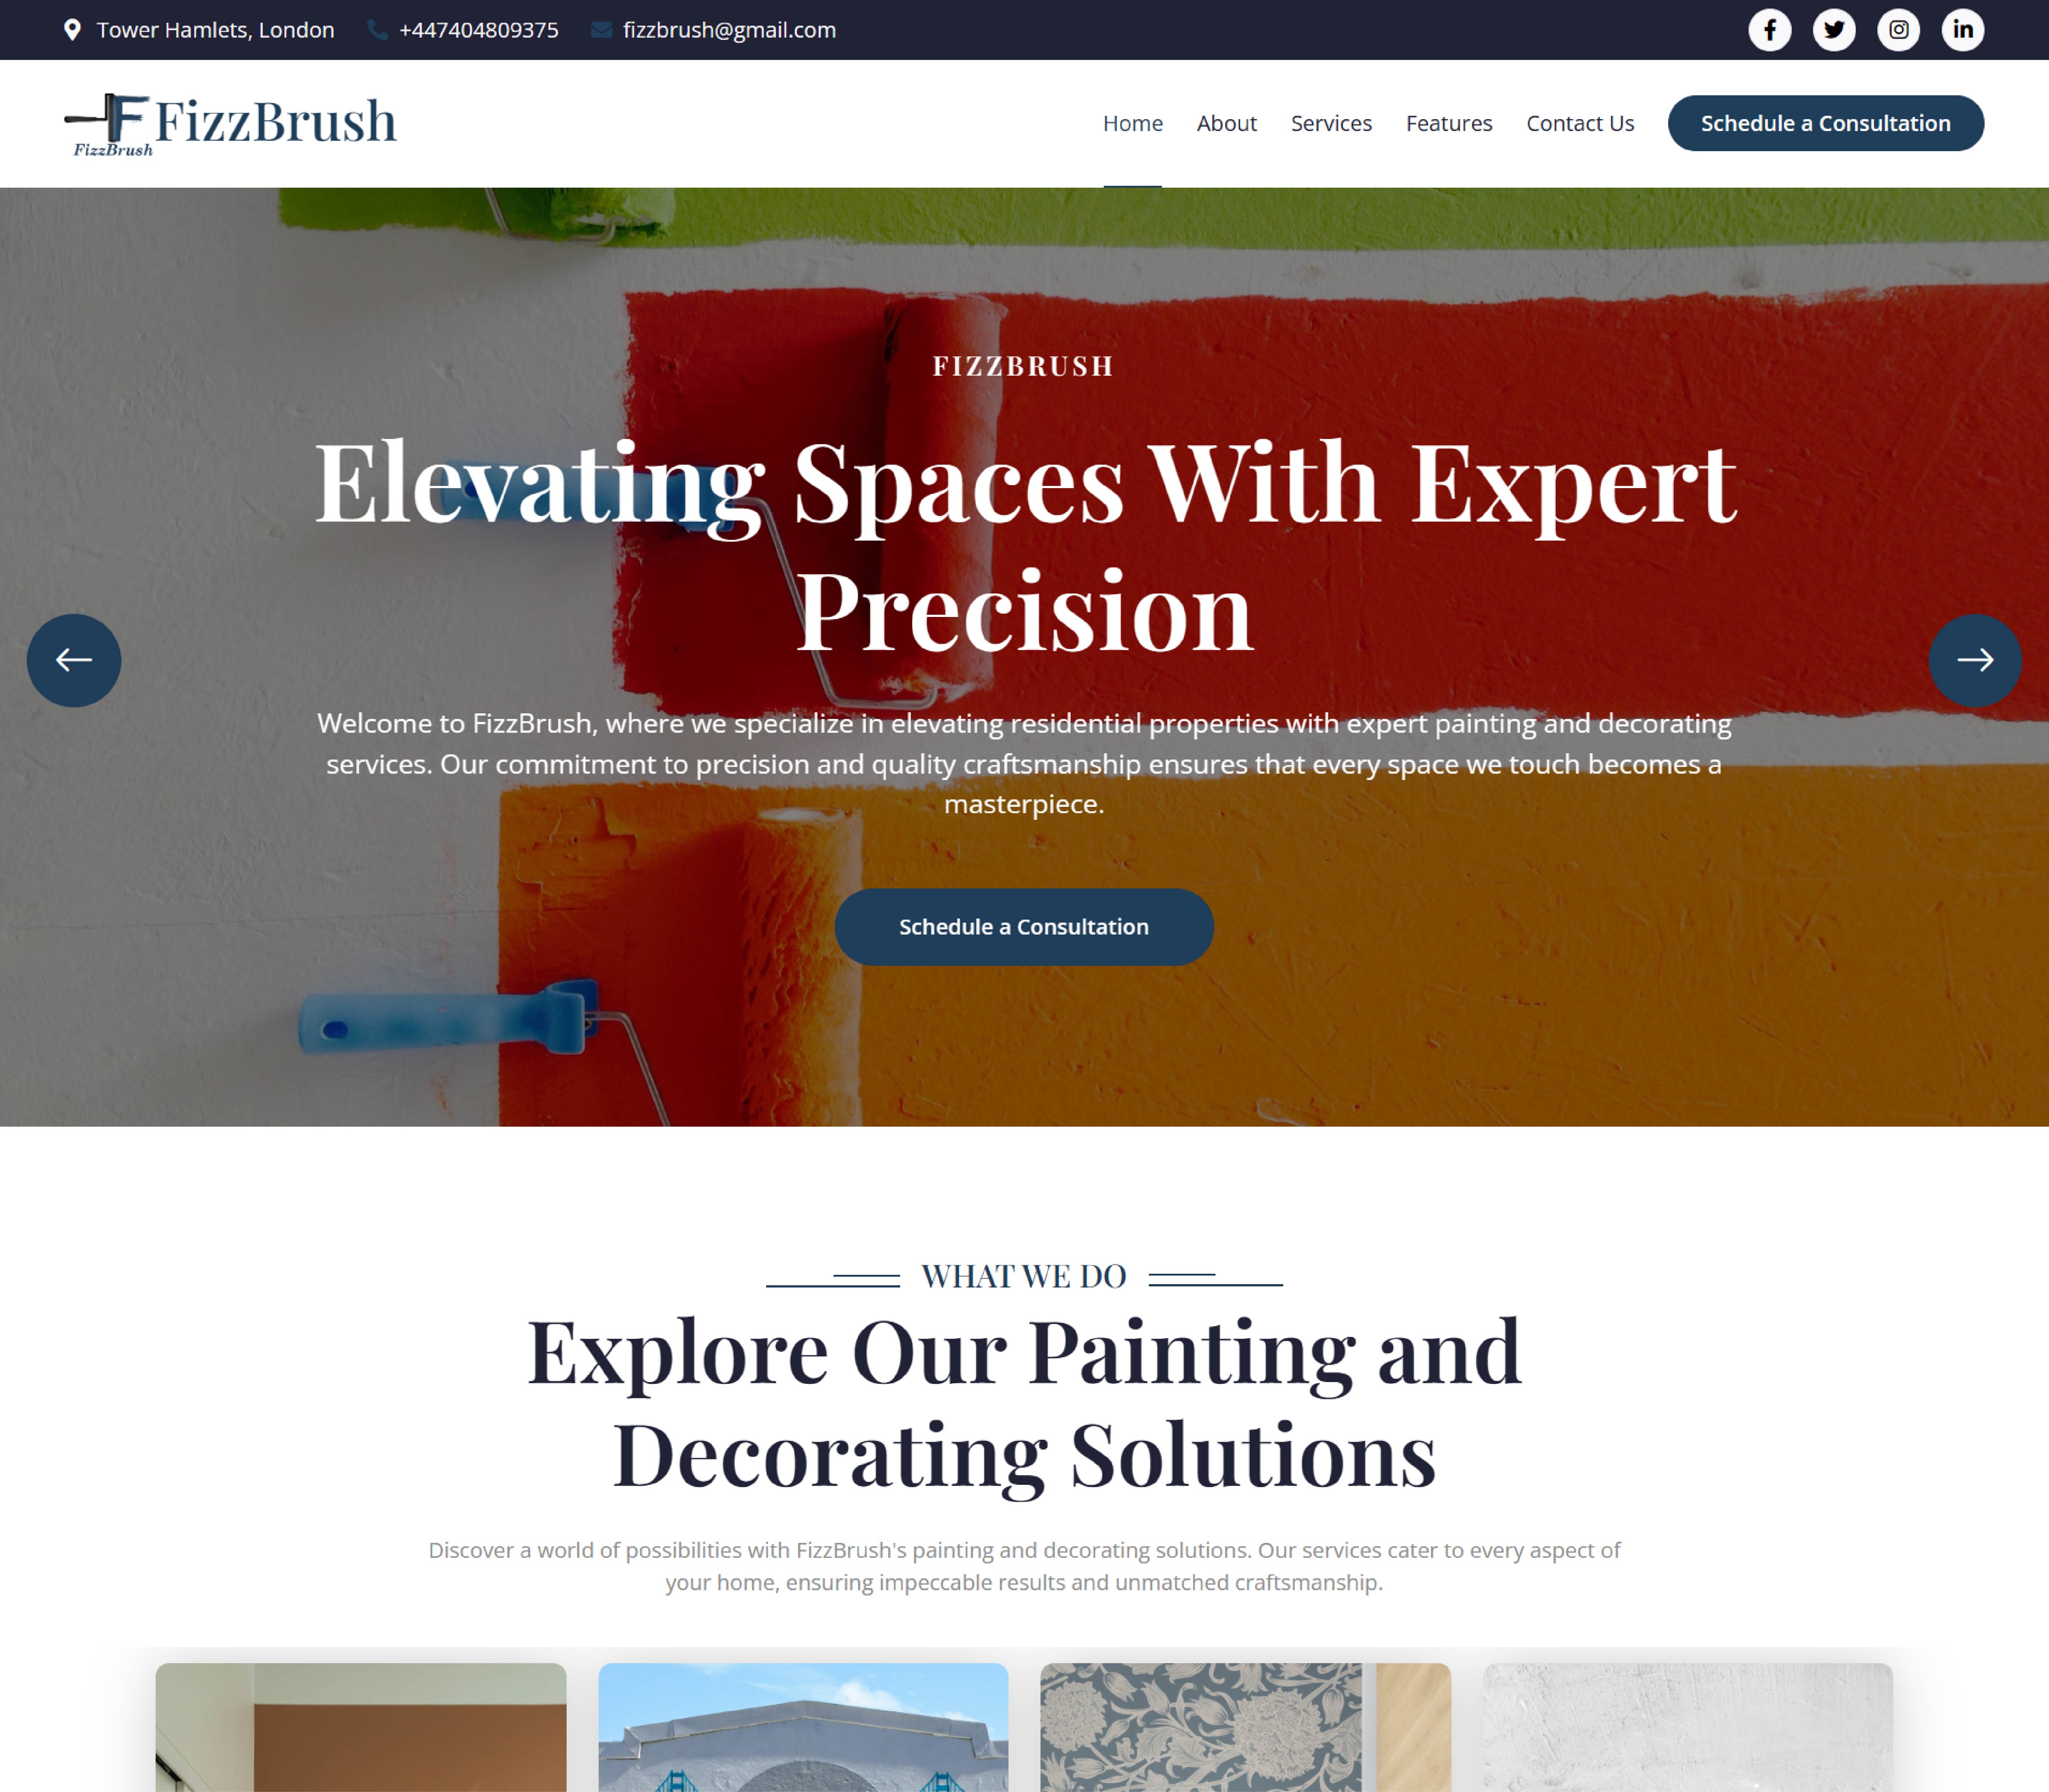 Tower Hamlets, London +447404809375 fizzbrush@gmail.com
FizzBrush
FizzBrush
Home About Services Features Contact Us Schedule a Consultation
FIZZBRUSH
Elevating Spaces With Expert
Precision
Welcome to FizzBrush, where we specialize in elevating residential properties with expert painting and decorating
services. Our commitment to precision and quality craftsmanship ensures that every space we touch becomes a
masterpiece.
Schedule a Consultation
WHAT WE DO
Explore Our Painting and
Decorating Solutions
Discover a world of possibilities with FizzBrush's painting and decorating solutions. Our services cater to every aspect of
your home, ensuring impeccable results and unmatched craftsmanship.